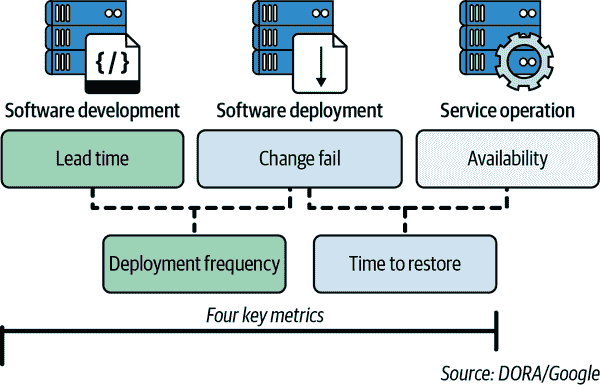 {/}
Software development
Software deployment
Service operation
Lead time
Change fail
Availability
Deployment frequency
Time to restore
Four key metrics
Source: DORA/Google